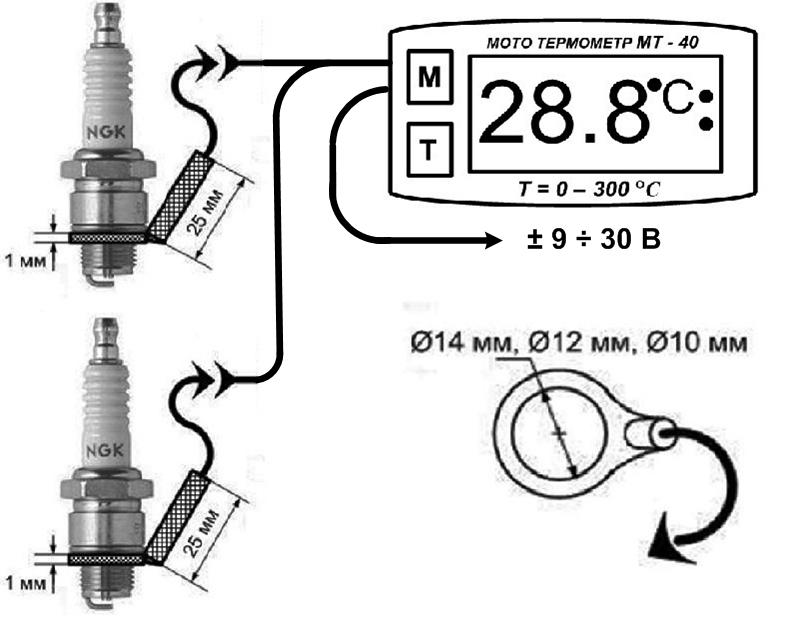 МОТО ТЕРМОМЕТР МТ - 40
М
28.8°C:
Т
Т = 0 – 300 °C
± 9 ÷ 30 В
NGK
25 мм
1 мм
Ø14 мм, Ø12 мм, Ø10 мм
NGK
25 мм
1 мм